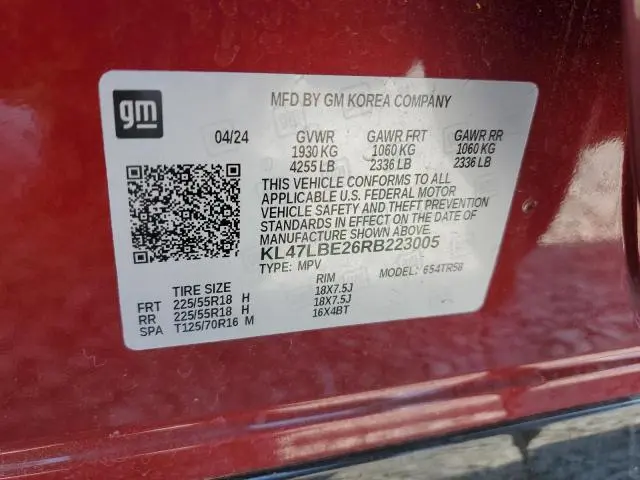 gm
MFD BY GM KOREA COMPANY
04/24 GVWR GAWR FRT GAWR RR
1930 KG 1060 KG 1060 KG
4255 LB 2336 LB 2336 LB
THIS VEHICLE CONFORMS TO ALL
APPLICABLE U.S. FEDERAL MOTOR
VEHICLE SAFETY AND THEFT PREVENTION
STANDARDS IN EFFECT ON THE DATE OF
MANUFACTURE SHOWN ABOVE.
KL47LBE26RB223005
TYPE: MPV MODEL: 654TR58
TIRE SIZE RIM
FRT 225/55R18 H 18X7.5J
RR 225/55R18 H 18X7.5J
SPA T125/70R16 M 16X4BT